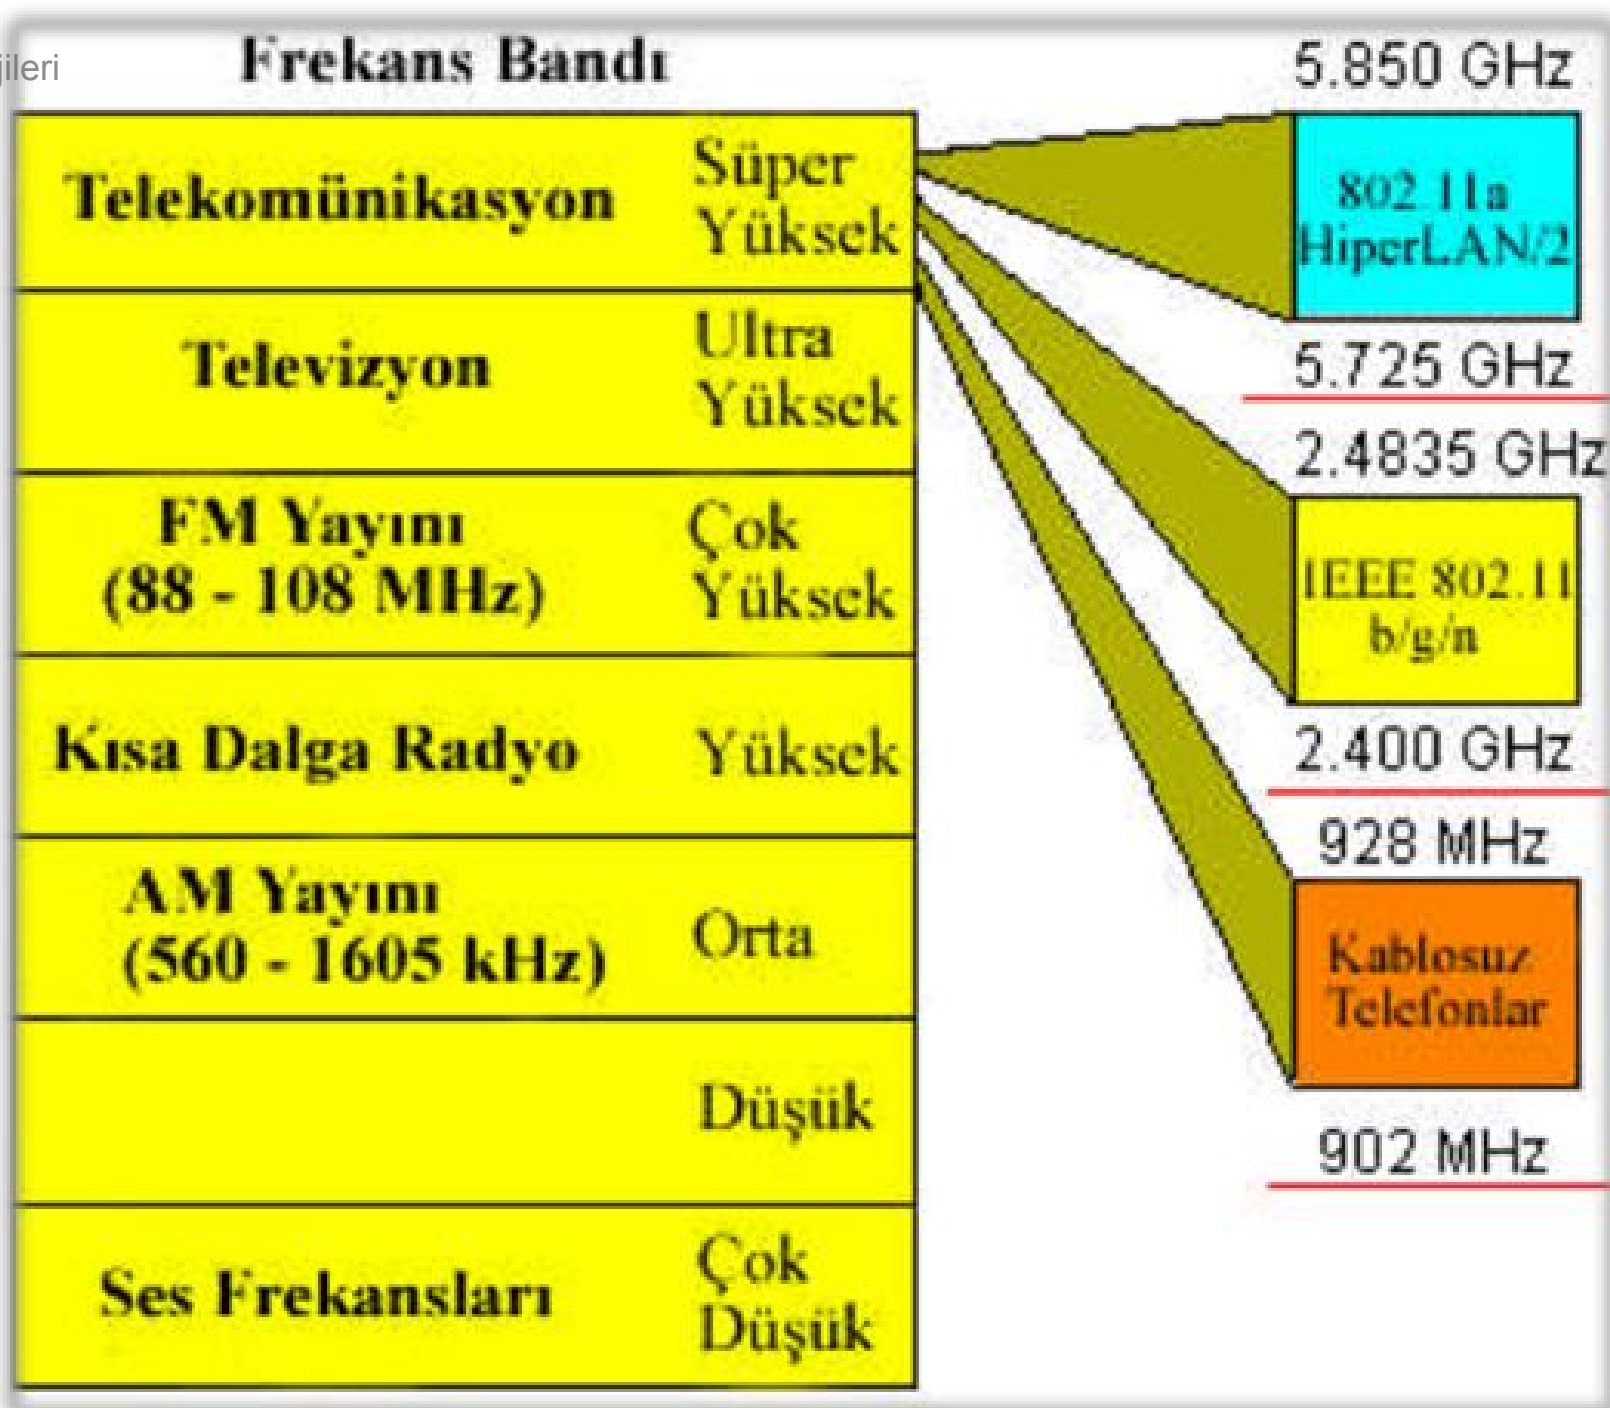 jileri
Frekans Bandı
Telekomünikasyon
Süper
Yüksek
Televizyon
Ultra
Yüksek
FM Yayını
(88 - 108 MHz)
Çok
Yüksek
Kısa Dalga Radyo
Yüksek
AM Yayını
(560 - 1605 kHz)
Orta
Düşük
Ses Frekansları
Çok
Düşük
5.850 GHz
802.11a
HiperLAN/2
5.725 GHz
2.4835 GHz
IEEE 802.11
b/g/n
2.400 GHz
928 MHz
Kablosuz
Telefonlar
902 MHz